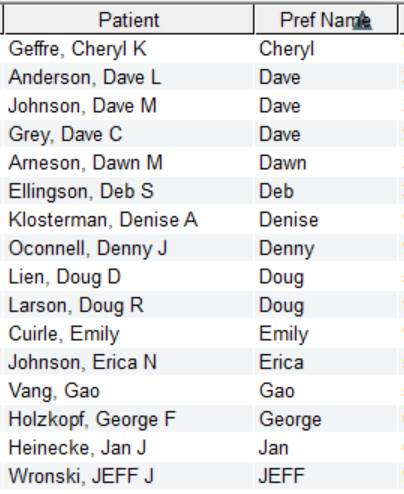 Patient Pref Name
Geffre, Cheryl K Cheryl
Anderson, Dave L Dave
Johnson, Dave M Dave
Grey, Dave C Dave
Arneson, Dawn M Dawn
Ellingson, Deb S Deb
Klosterman, Denise A Denise
Oconnell, Denny J Denny
Lien, Doug D Doug
Larson, Doug R Doug
Cuirle, Emily Emily
Johnson, Erica N Erica
Vang, Gao Gao
Holzkopf, George F George
Heinecke, Jan J Jan
Wronski, JEFF J JEFF